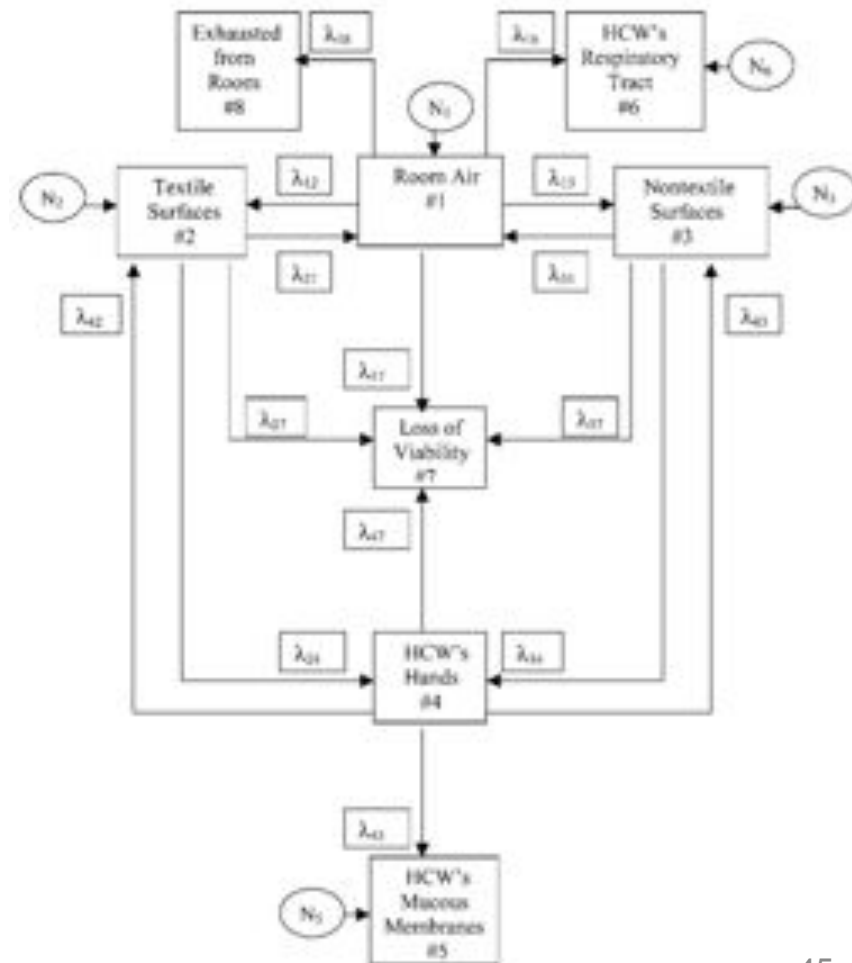 Exhausted
from
Room
#8
λ₁₈
λ₁₆
HCW's
Respiratory
Tract
#6
N₆
N₁
N₂
Textile
Surfaces
#2
λ₁₂
Room Air
#1
λ₁₃
Nontextile
Surfaces
#3
N₃
λ₂₁
λ₃₁
λ₄₂
λ₄₃
λ₁₇
λ₂₇
Loss of
Viability
#7
λ₃₇
λ₄₇
λ₂₄
HCW's
Hands
#4
λ₃₄
λ₄₅
HCW's
Mucous
Membranes
#5
N₅